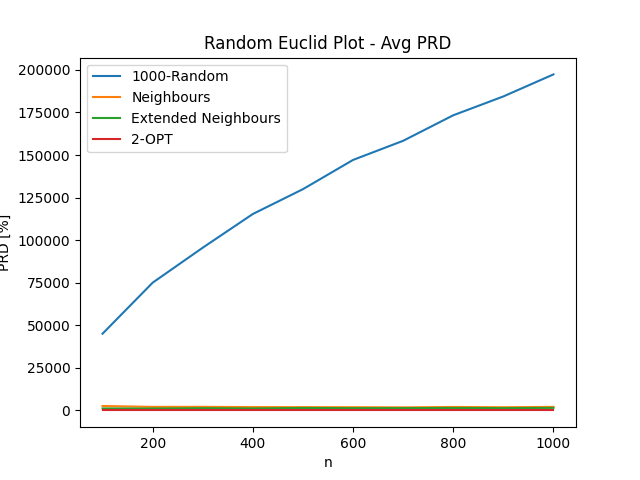 Random Euclid Plot - Avg PRD
1000-Random
Neighbours
Extended Neighbours
2-OPT
PRD [%]
200000
175000
150000
125000
100000
75000
50000
25000
0
200
400
600
800
1000
n